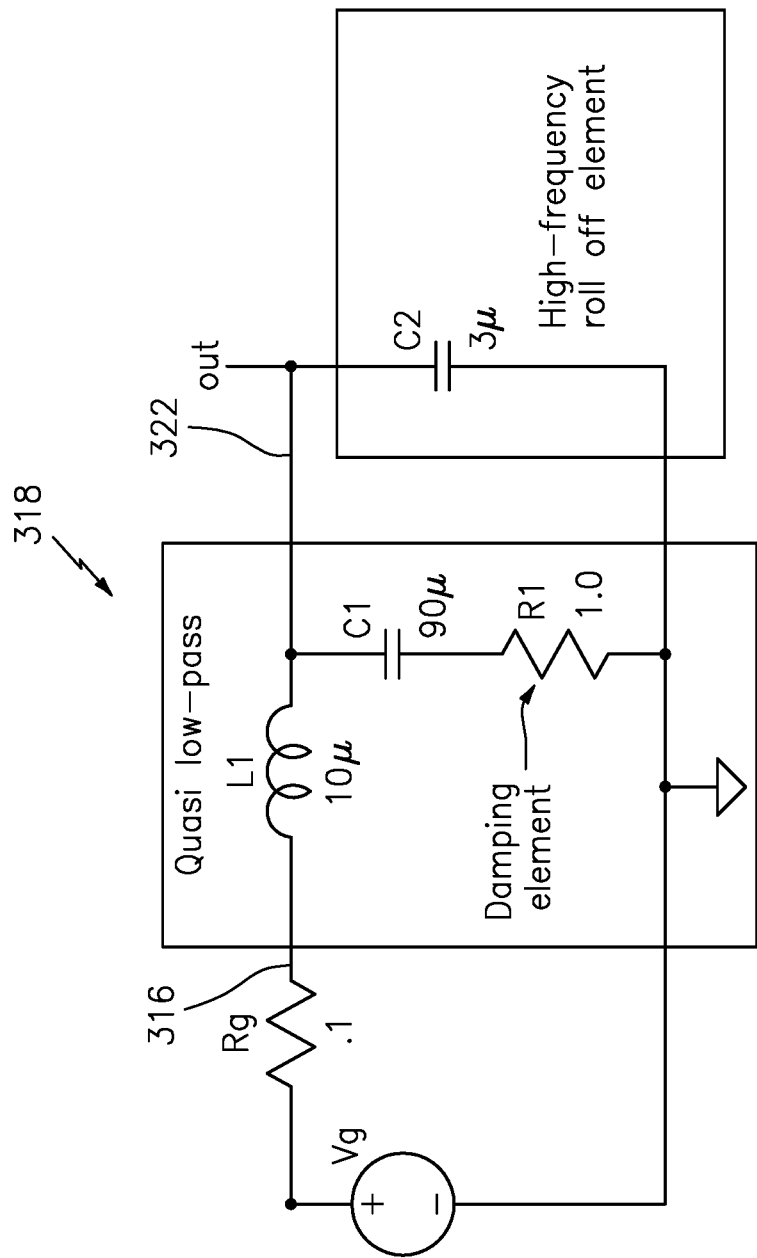 318
Quasi low-pass
316
Rg
.1
L1
10μ
322
out
Vg
+
-
C1
90μ
Damping
element
R1
1.0
C2
3μ
High-frequency
roll off element